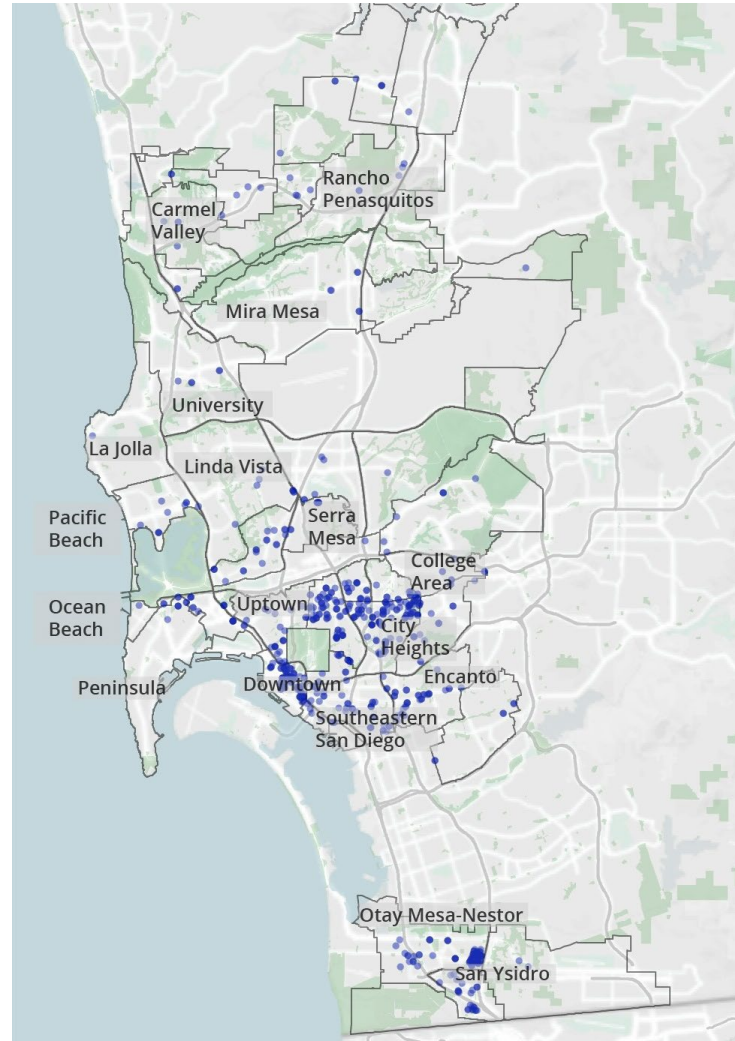 Rancho
Penasquitos
Carmel
Valley
Mira Mesa
University
La Jolla
Linda Vista
Pacific
Beach
Serra
Mesa
College
Area
Ocean
Beach
Uptown
City
Heights
Peninsula
Downtown
Encanto
Southeastern
San Diego
Otay Mesa-Nestor
San Ysidro